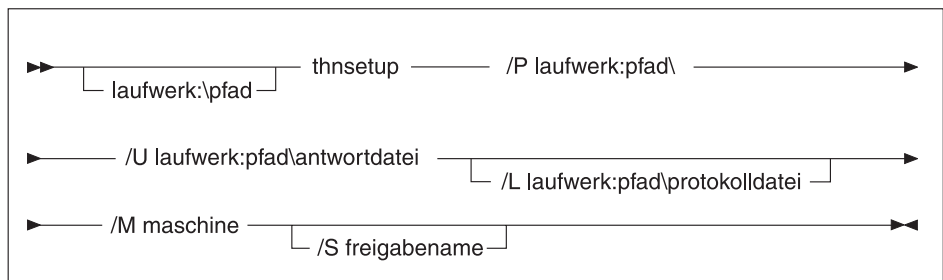 thnsetup /P laufwerk:pfad\
laufwerk:\pfad
/U laufwerk:pfad\antwortdatei
/L laufwerk:pfad\protokolldatei
/M maschine
/S freigabename